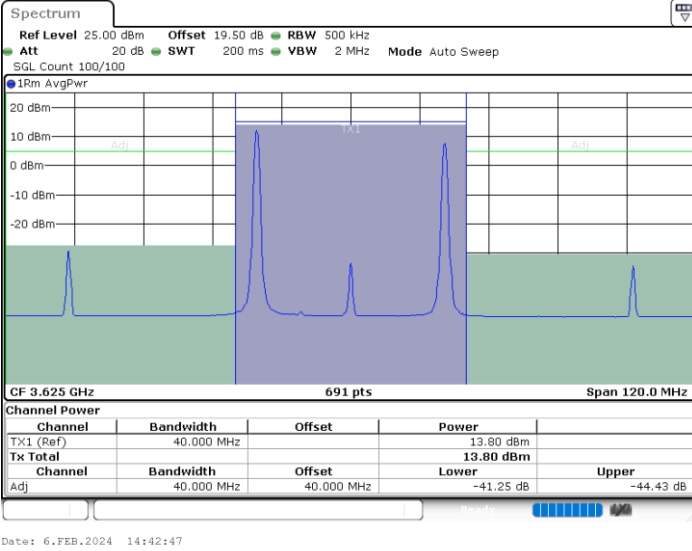 Spectrum
Ref Level 25.00 dBm Offset 19.50 dB RBW 500 kHz
Att 20 dB SWT 200 ms VBW 2 MHz Mode Auto Sweep
SGL Count 100/100
1Rm AvgPwr
20 dBm
TX1
10 dBm
Adj Adj
0 dBm
-10 dBm
-20 dBm
CF 3.625 GHz 691 pts Span 120.0 MHz
Channel Power
Channel Bandwidth Offset Power
TX1 (Ref) 40.000 MHz 13.80 dBm
Tx Total 13.80 dBm
Channel Bandwidth Offset Lower Upper
Adj 40.000 MHz 40.000 MHz -41.25 dB -44.43 dB
Ready
Date: 6.FEB.2024 14:42:47